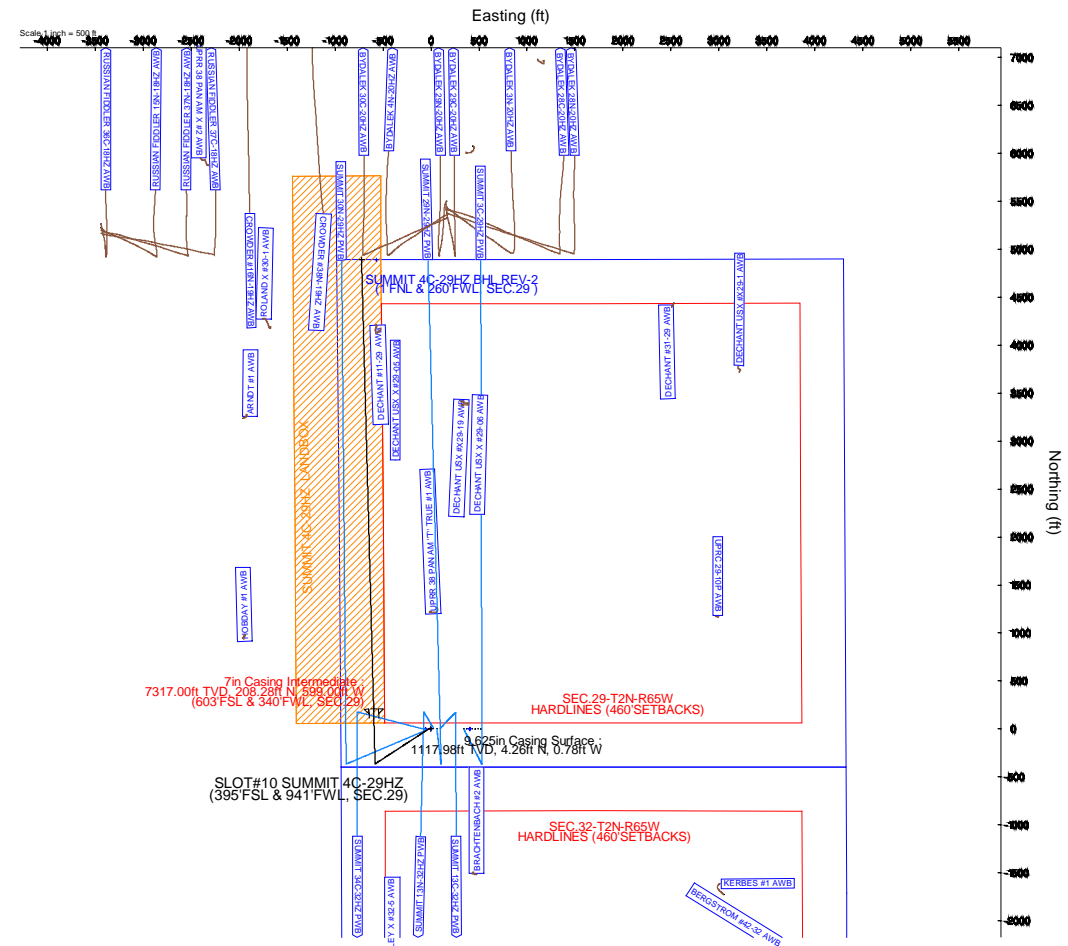 Easting (ft)
Scale 1 inch = 500 ft
-4000
-3500
-3000
-2500
-2000
-1500
-1000
-500
0
500
1000
1500
2000
2500
3000
3500
4000
4500
5000
5500
RUSSIAN FIDDLER 36C-18HZ AWB
RUSSIAN FIDDLER 15N-18HZ AWB
RUSSIAN FIDDLER 37N-18HZ AWB
UPRR 38 PAN AM X #2 AWB
RUSSIAN FIDDLER 37C-18HZ AWB
BYDALEK 30C-20HZ AWB
BYDALEK 4N-20HZ AWB
BYDALEK 29N-20HZ AWB
BYDALEK 29C-20HZ AWB
BYDALEK 3N-20HZ AWB
BYDALEK 28C-20HZ AWB
BYDALEK 28N-20HZ AWB
7000
6500
6000
5500
5000
4500
4000
3500
3000
2500
2000
1500
1000
500
0
-500
-1000
-1500
-2000
Northing (ft)
CROWDER #16N-19HZ AWB
ROLAND X #30-1 AWB
CROWDER #38N-19HZ AWB
SUMMIT 30N-29HZ PWB
SUMMIT 29N-29HZ PWB
SUMMIT 3C-29HZ PWB
SUMMIT 4C-29HZ BHL REV-2
(1'FNL & 260'FWL, SEC.29 )
ARNDT #1 AWB
DECHANT #11-29 AWB
DECHANT USX X #29-05 AWB
DECHANT USX #X29-19 AWB
DECHANT USX X #29-06 AWB
DECHANT #31-29 AWB
DECHANT USX #X29-1 AWB
SUMMIT 4C-29HZ LANDBOX
UPRR 38 PAN AM 'T' TRUE #1 AWB
HOBDAY #1 AWB
UPRC 29-10P AWB
7in Casing Intermediate :
7317.00ft TVD, 208.28ft N, 599.00ft W
(603'FSL & 340'FWL, SEC.29)
SEC.29-T2N-R65W
HARDLINES (460'SETBACKS)
9.625in Casing Surface :
1117.98ft TVD, 4.26ft N, 0.78ft W
SLOT#10 SUMMIT 4C-29HZ
(395'FSL & 941'FWL, SEC.29)
BRACHTENBACH #2 AWB
SEC.32-T2N-R65W
HARDLINES (460'SETBACKS)
SUMMIT 34C-32HZ PWB
EY X #32-5 AWB
SUMMIT 13N-32HZ PWB
SUMMIT 13C-32HZ PWB
KERBES #1 AWB
BERGSTROM #42-32 AWB